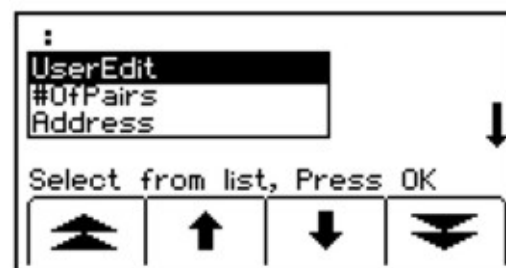 :
UserEdit
#OfPairs
Address
Select from list, Press OK